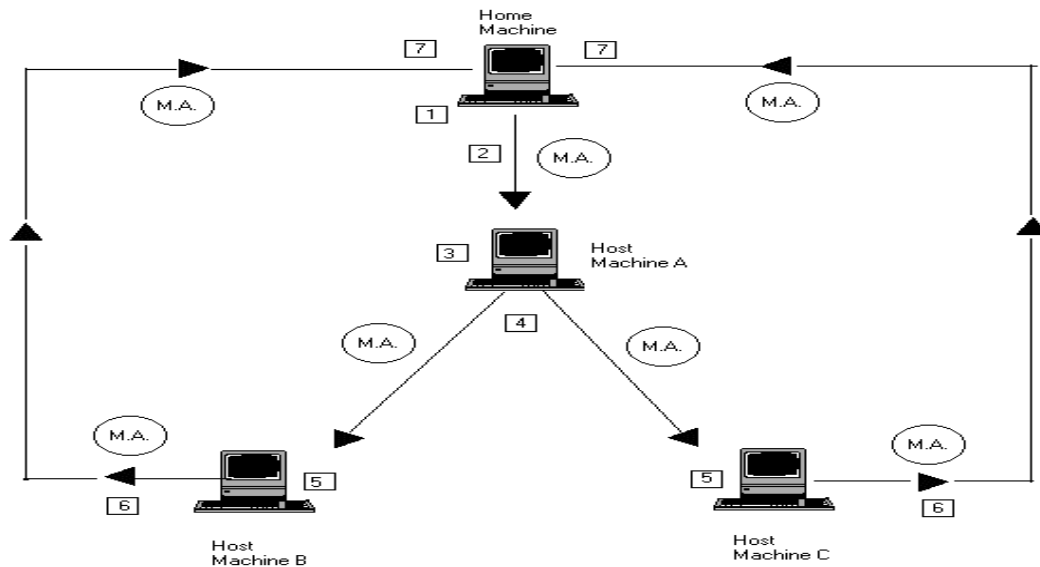 Home
Machine
7
7
M.A.
M.A.
1
2
M.A.
3
Host
Machine A
4
M.A.
M.A.
M.A.
M.A.
5
5
6
6
Host
Machine B
Host
Machine C